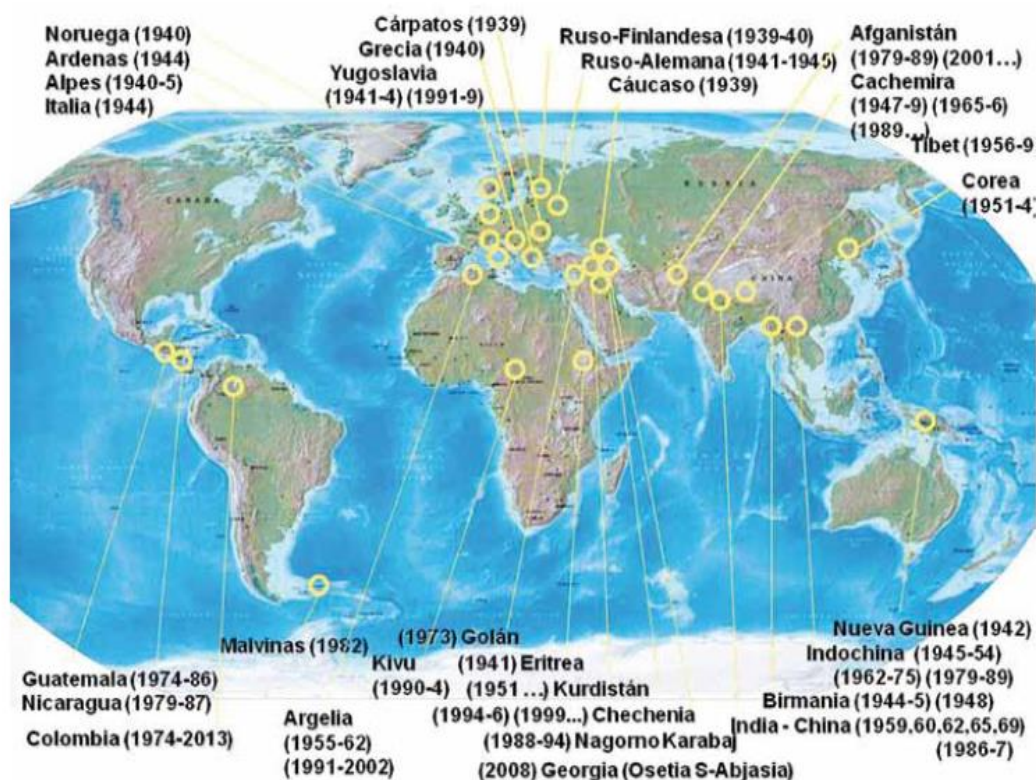 Noruega (1940)
Ardenas (1944)
Alpes (1940-5)
Italia (1944)
Cárpatos (1939)
Grecia (1940)
Yugoslavia
(1941-4) (1991-9)
Ruso-Finlandesa (1939-40)
Ruso-Alemana (1941-1945)
Cáucaso (1939)
Afganistán
(1979-89) (2001...)
Cachemira
(1947-9) (1965-6)
(1989...)
Tíbet (1956-9
Corea
(1951-4)
CANADA
RUSSIA
CHINA
Malvinas (1982)
Guatemala (1974-86)
Nicaragua (1979-87)
Colombia (1974-2013)
Argelia
(1955-62)
(1991-2002)
Kivu
(1990-4)
(1973) Golán
(1941) Eritrea
(1951 ...) Kurdistán
(1994-6) (1999...) Chechenia
(1988-94) Nagorno Karabaj
(2008) Georgia (Osetia S-Abjasia)
Nueva Guinea (1942)
Indochina (1945-54)
(1962-75) (1979-89)
Birmania (1944-5) (1948)
India - China (1959,60,62,65,69)
(1986-7)